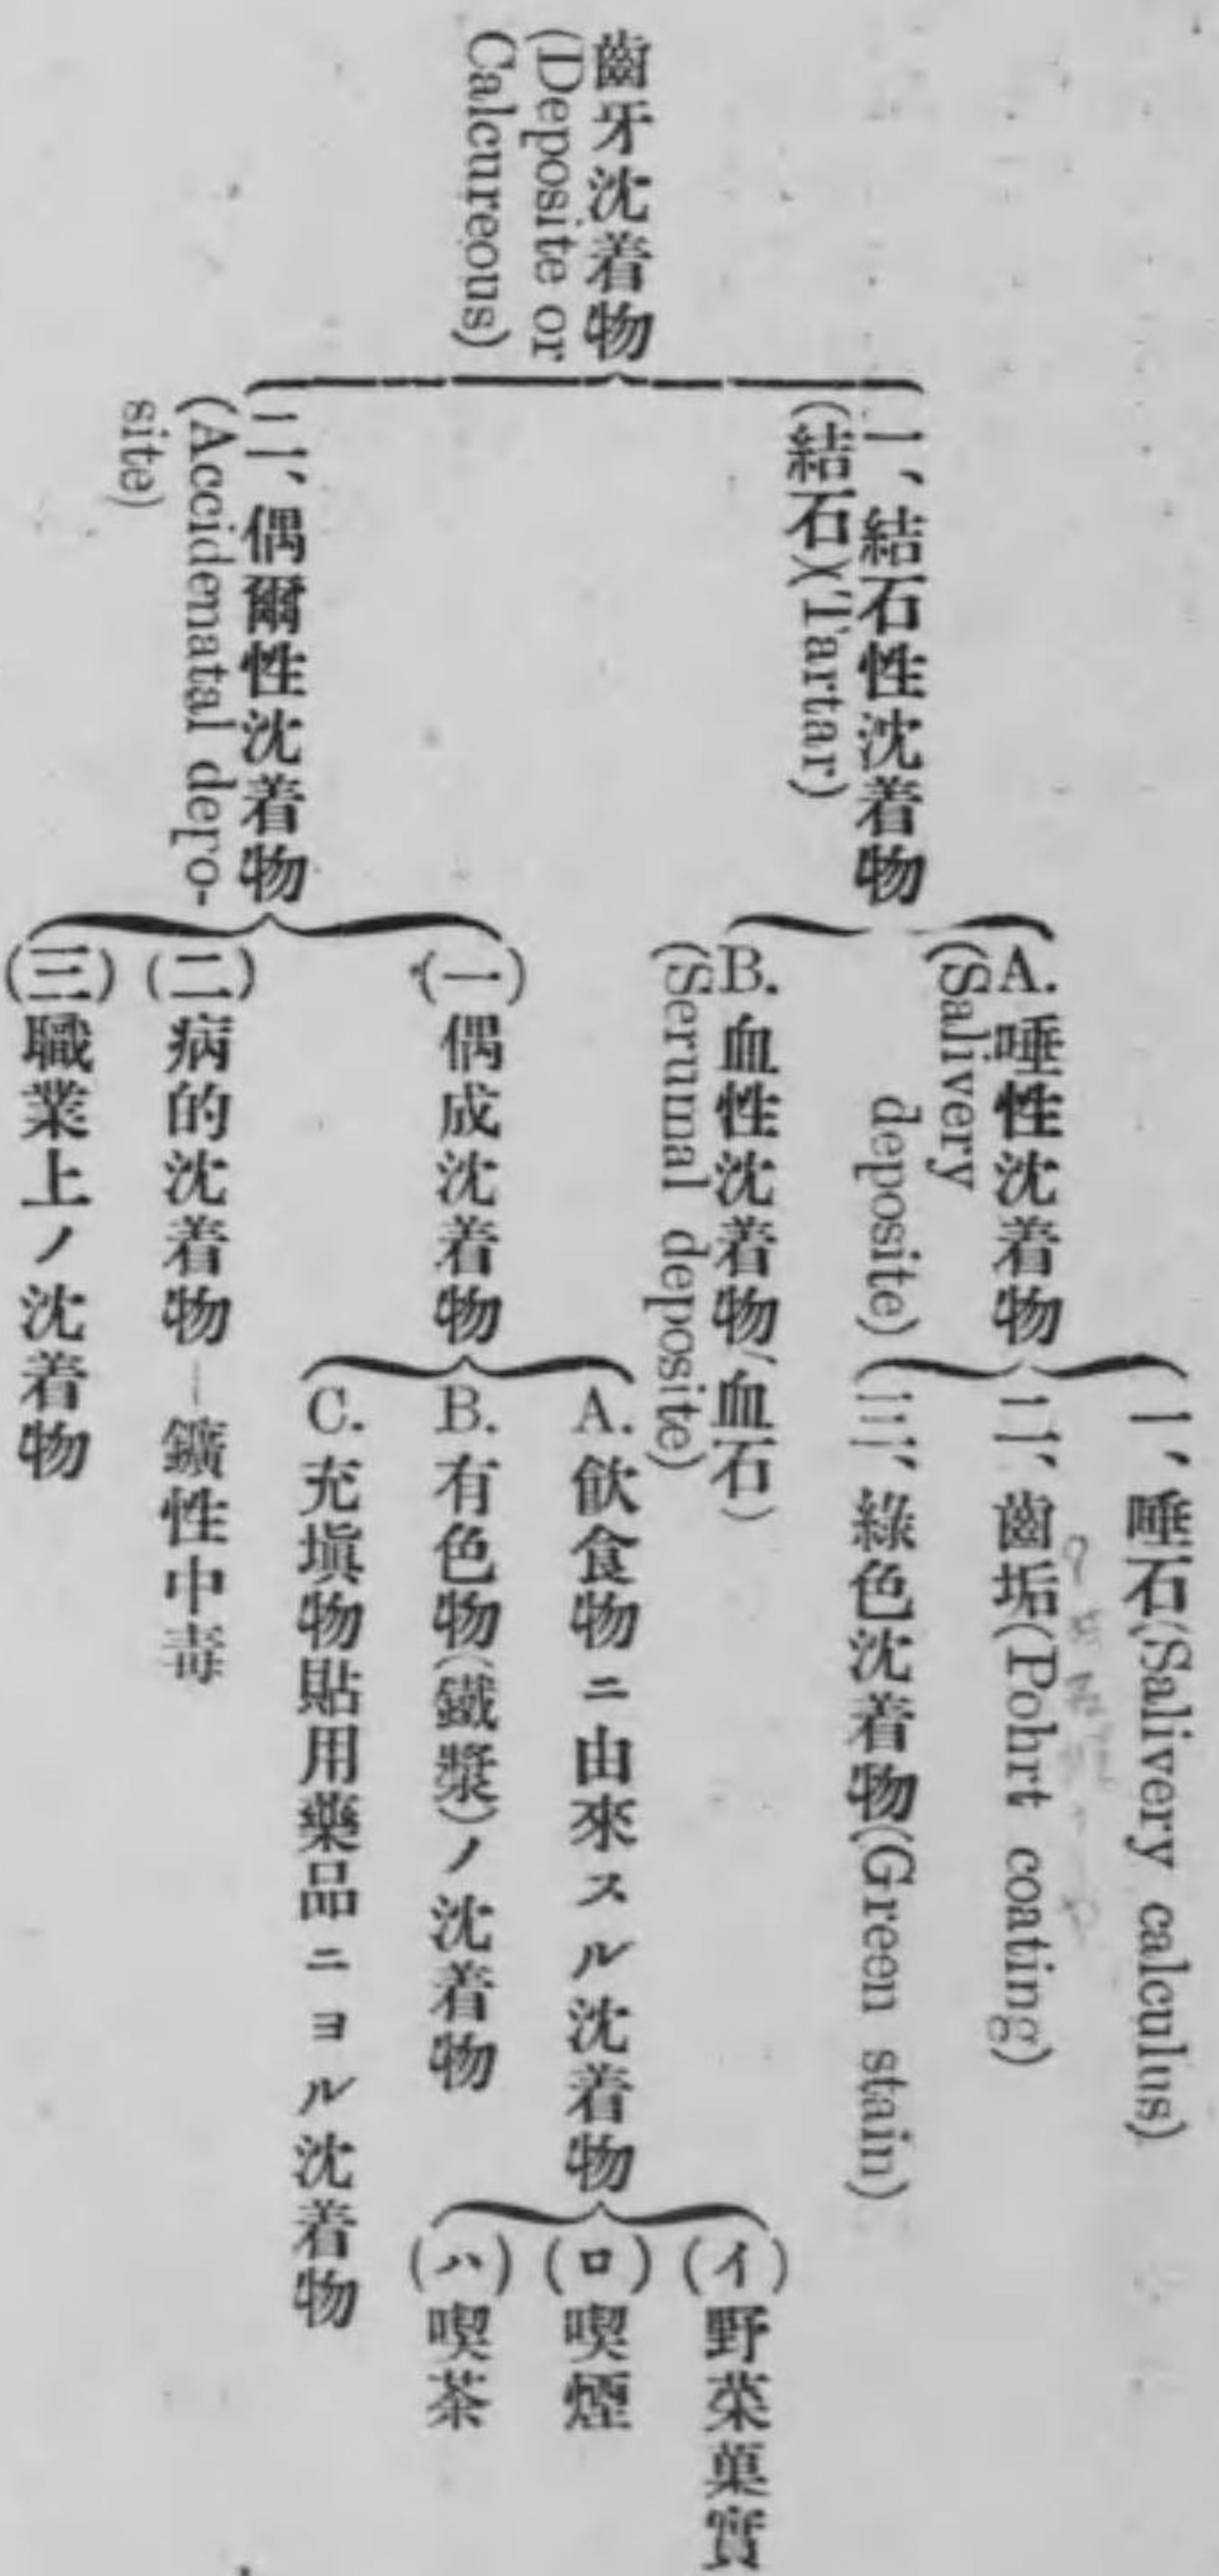 齒牙沈着物
(Deposite or
Calcureous)
一、結石性沈着物
(結石)(Tartar)
A. 唾性沈着物
(Salivery
deposite)
一、唾石(Salivery calculus)
二、齒垢(Pohrt coating)
三、綠色沈着物(Green stain)
B. 血性沈着物(血石)
(Serumal deposite)
二、偶爾性沈着物
(Accidenatal depo-
site)
(一)偶成沈着物
A. 飮食物ニ由來スル沈着物
(イ)野菜菓實
(ロ)喫煙
(ハ)喫茶
B. 有色物(鐵漿)ノ沈着物
C. 充塡物貼用藥品ニヨル沈着物
(二)病的沈着物—鑛性中毒
(三)職業上ノ沈着物